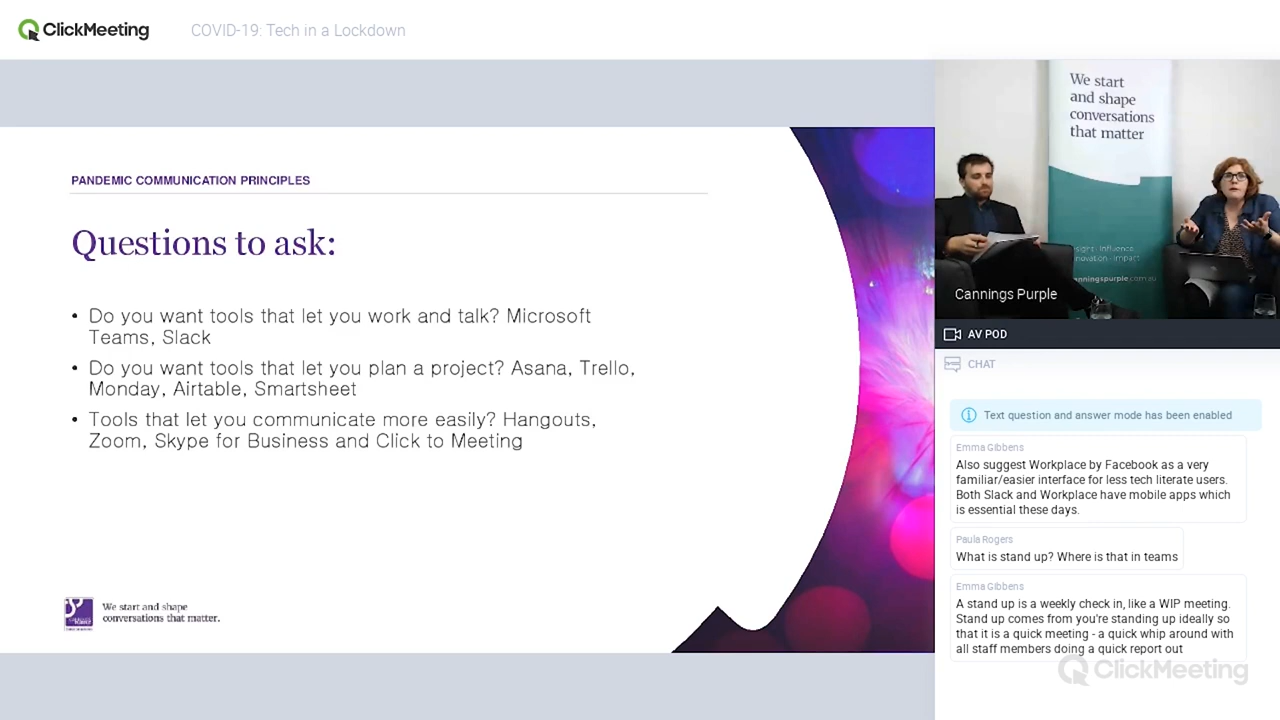 ClickMeeting
COVID-19: Tech in a Lockdown
PANDEMIC COMMUNICATION PRINCIPLES
Questions to ask:
• Do you want tools that let you work and talk? Microsoft
Teams, Slack
• Do you want tools that let you plan a project? Asana, Trello,
Monday, Airtable, Smartsheet
• Tools that let you communicate more easily? Hangouts,
Zoom, Skype for Business and Click to Meeting
We start and shape
conversations that matter.
We start
and shape
conversations
that matter
Influence
Impact
Cannings Purple
AV POD
CHAT
Text question and answer mode has been enabled
Emma Gibbens
Also suggest Workplace by Facebook as a very
familiar/easier interface for less tech literate users.
Both Slack and Workplace have mobile apps which
is essential these days.
Paula Rogers
What is stand up? Where is that in teams
Emma Gibbens
A stand up is a weekly check in, like a WIP meeting.
Stand up comes from you're standing up ideally so
that it is a quick meeting - a quick whip around with
all staff members doing a quick report out
ClickMeeting